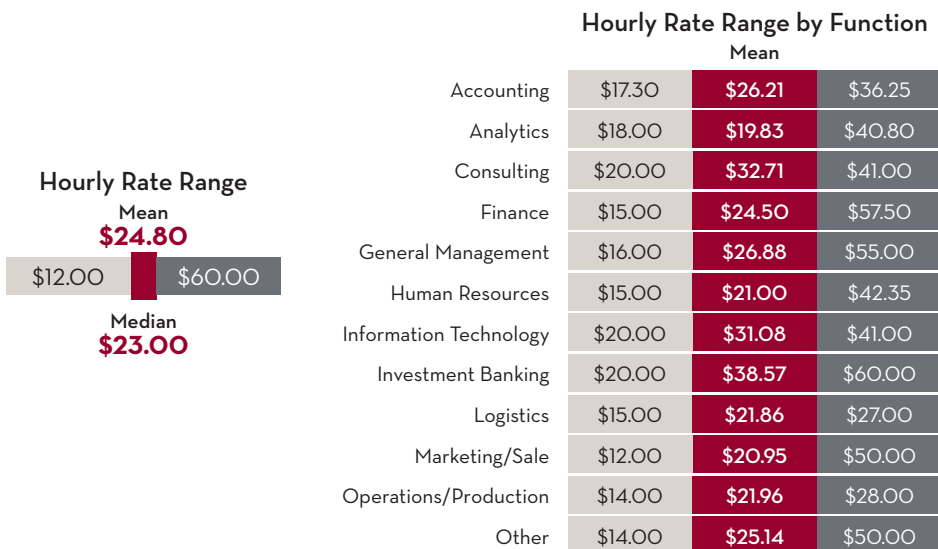 Hourly Rate Range
Mean
$24.80
$12.00 $60.00
Median
$23.00
Hourly Rate Range by Function
Mean
Accounting $17.30 $26.21 $36.25
Analytics $18.00 $19.83 $40.80
Consulting $20.00 $32.71 $41.00
Finance $15.00 $24.50 $57.50
General Management $16.00 $26.88 $55.00
Human Resources $15.00 $21.00 $42.35
Information Technology $20.00 $31.08 $41.00
Investment Banking $20.00 $38.57 $60.00
Logistics $15.00 $21.86 $27.00
Marketing/Sale $12.00 $20.95 $50.00
Operations/Production $14.00 $21.96 $28.00
Other $14.00 $25.14 $50.00